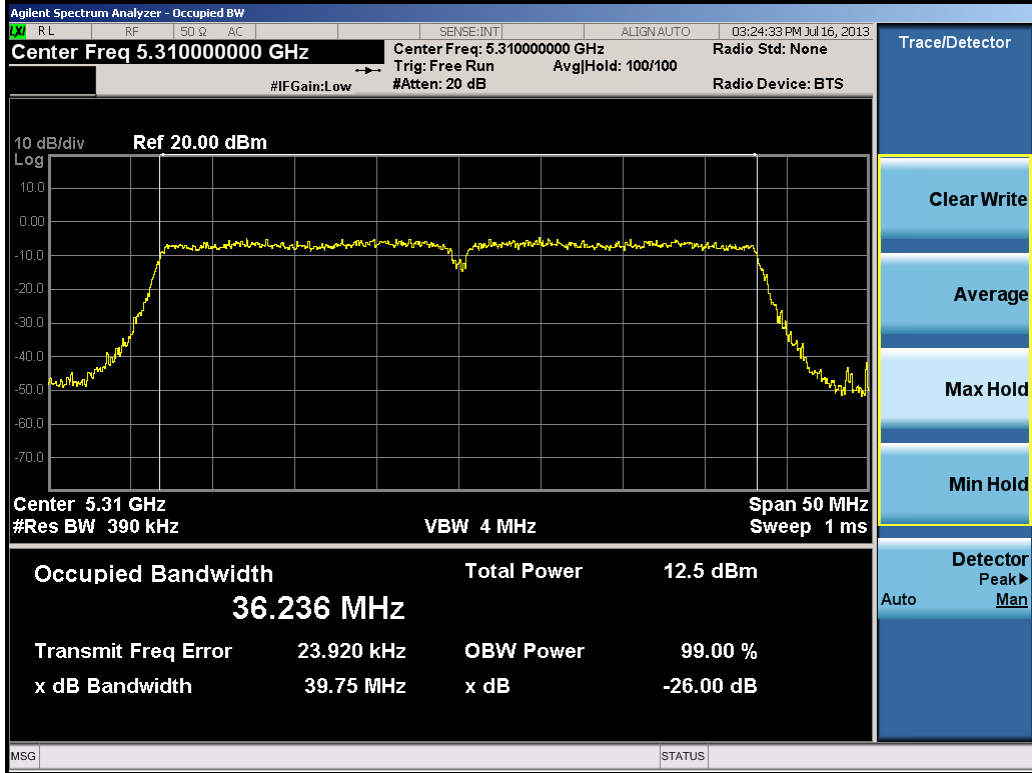 Agilent Spectrum Analyzer - Occupied BW
LXI RL RF 50 Ω AC SENSE:INT ALIGN AUTO 03:24:33 PM Jul 16, 2013
Center Freq 5.310000000 GHz
Center Freq: 5.310000000 GHz
Radio Std: None
Trig: Free Run Avg|Hold: 100/100
#IFGain:Low #Atten: 20 dB Radio Device: BTS
10 dB/div Ref 20.00 dBm
Log
10.0
0.00
-10.0
-20.0
-30.0
-40.0
-50.0
-60.0
-70.0
Center 5.31 GHz Span 50 MHz
#Res BW 390 kHz VBW 4 MHz Sweep 1 ms
Occupied Bandwidth Total Power 12.5 dBm
36.236 MHz
Transmit Freq Error 23.920 kHz OBW Power 99.00 %
x dB Bandwidth 39.75 MHz x dB -26.00 dB
MSG STATUS
Trace/Detector
Clear Write
Average
Max Hold
Min Hold
Detector
Peak▶
Auto Man